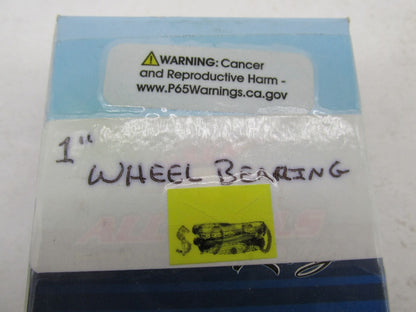 ⚠WARNING: Cancer
and Reproductive Harm -
www.P65Warnings.ca.gov
1" WHEEL BEARING
$